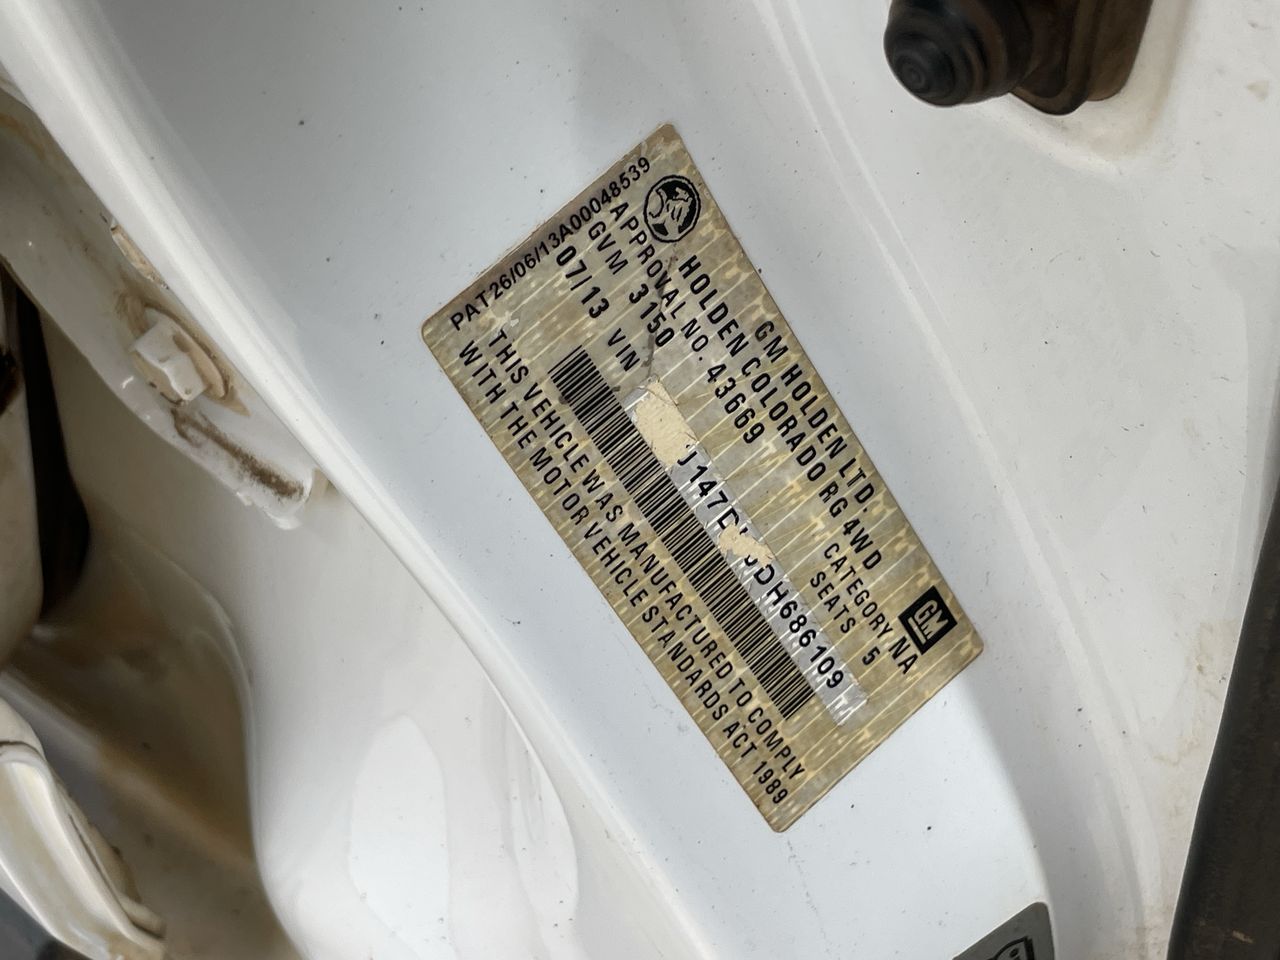 PAT26/06/13A00048539
GM HOLDEN LTD.
HOLDEN COLORADO RG 4WD
APPROVAL NO. 43669 CATEGORY NA
GVM 3150 SEATS 5
07/13 VIN
THIS VEHICLE WAS MANUFACTURED TO COMPLY
WITH THE MOTOR VEHICLE STANDARDS ACT 1989
GM